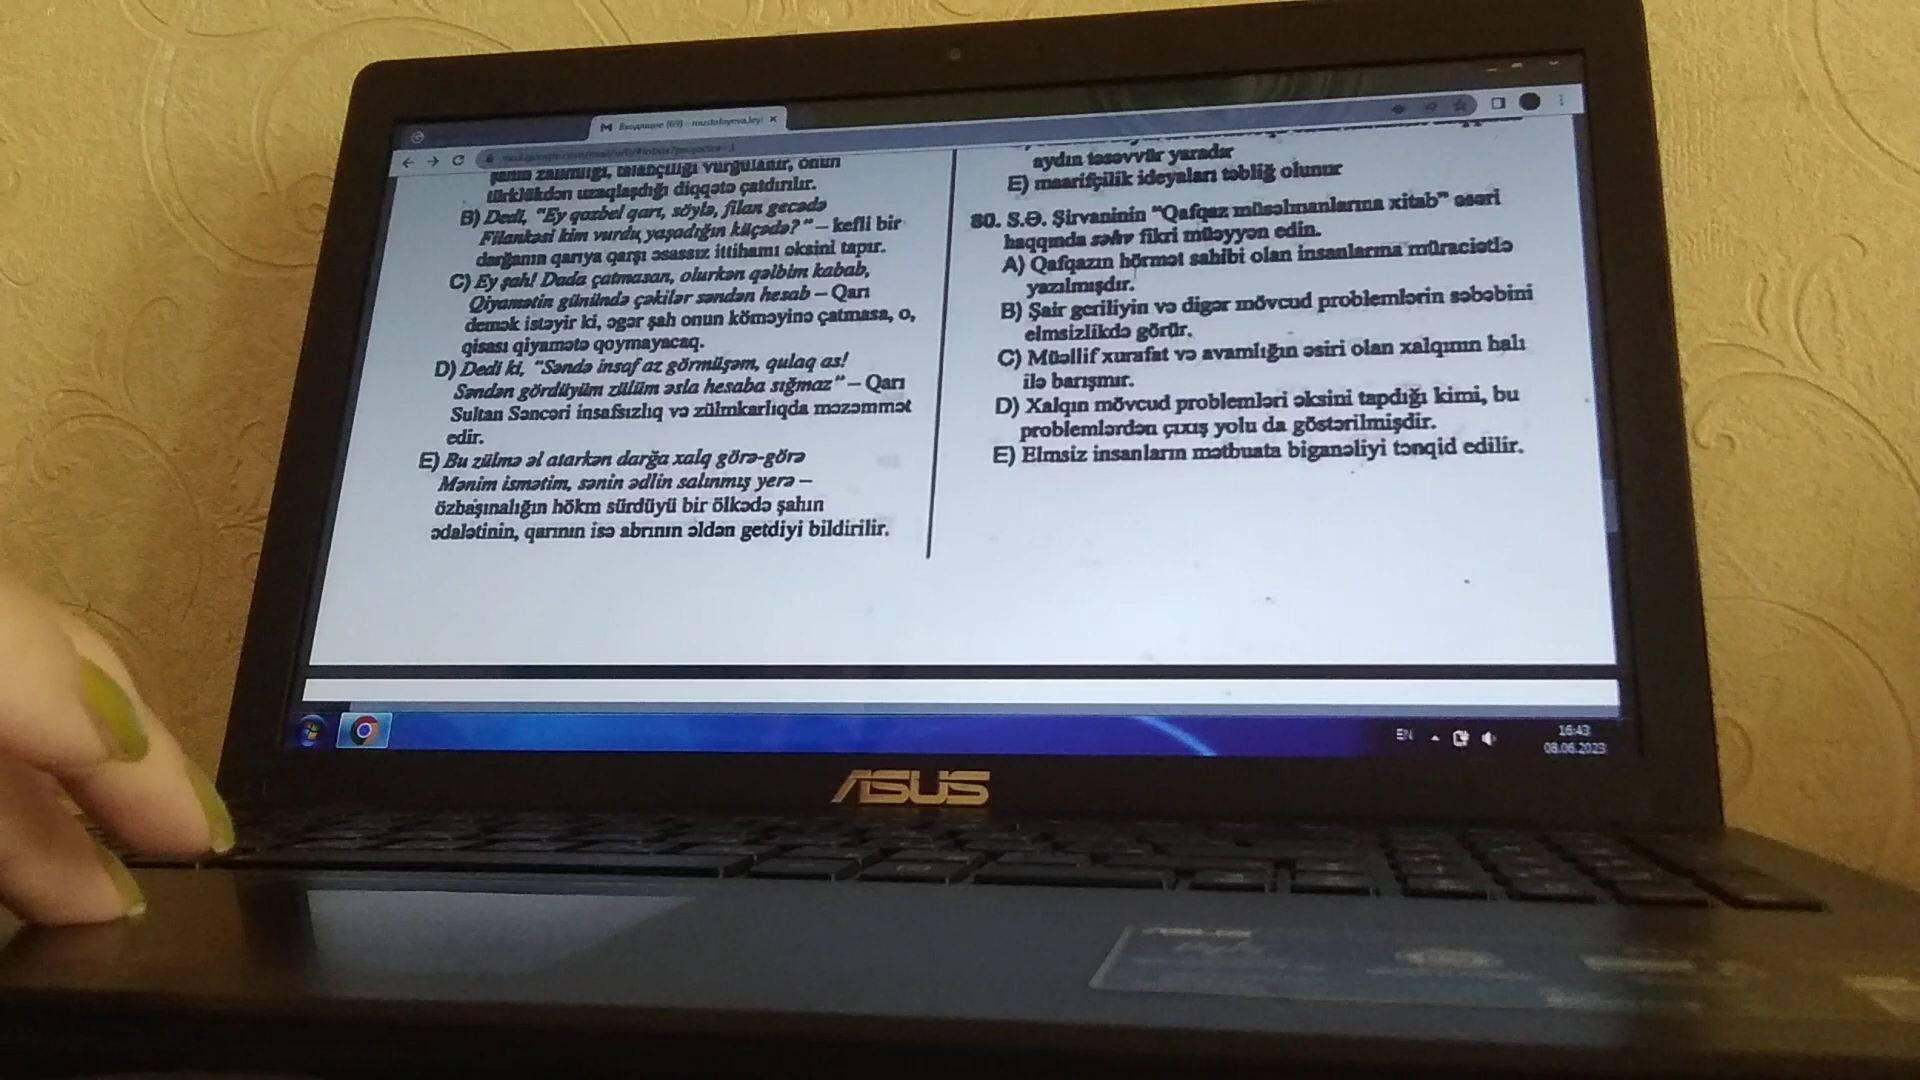 Входящие (69) - mustafayeva.ley
şahın zalımlığı, talançılığı vurğulanır, onun
türklükdən uzaqlaşdığı diqqətə çatdırılır.
B) Dedi, "Ey qozbel qarı, söylə, filan gecədə
Filankəsi kim vurdu yaşadığın küçədə?" – kefli bir
darğanın qarıya qarşı əsassız ittihamı əksini tapır.
C) Ey şah! Dada çatmasan, olurkən qəlbim kabab,
Qiyamətin günündə çəkilər səndən hesab – Qarı
demək istəyir ki, əgər şah onun köməyinə çatmasa, o,
qisası qiyamətə qoymayacaq.
D) Dedi ki, "Səndə insaf az görmüşəm, qulaq as!
Səndən gördüyüm zülüm əsla hesaba sığmaz" – Qarı
Sultan Səncəri insafsızlıq və zülmkarlıqda məzəmmət
edir.
E) Bu zülmə əl atarkən darğa xalq görə-görə
Mənim ismətim, sənin ədlin salınmış yerə –
özbaşınalığın hökm sürdüyü bir ölkədə şahın
ədalətinin, qarının isə abrının əldən getdiyi bildirilir.
aydın təsəvvür yaradır
E) maarifçilik ideyaları təbliğ olunur
80. S.Ə. Şirvaninin "Qafqaz müsəlmanlarına xitab" əsəri
haqqında səhv fikri müəyyən edin.
A) Qafqazın hörmət sahibi olan insanlarına müraciətlə
yazılmışdır.
B) Şair geriliyin və digər mövcud problemlərin səbəbini
elmsizlikdə görür.
C) Müəllif xurafat və avamlığın əsiri olan xalqının halı
ilə barışmır.
D) Xalqın mövcud problemləri əksini tapdığı kimi, bu
problemlərdən çıxış yolu da göstərilmişdir.
E) Elmsiz insanların mətbuata biganəliyi tənqid edilir.
EN
16:43
08.06.2023
ASUS